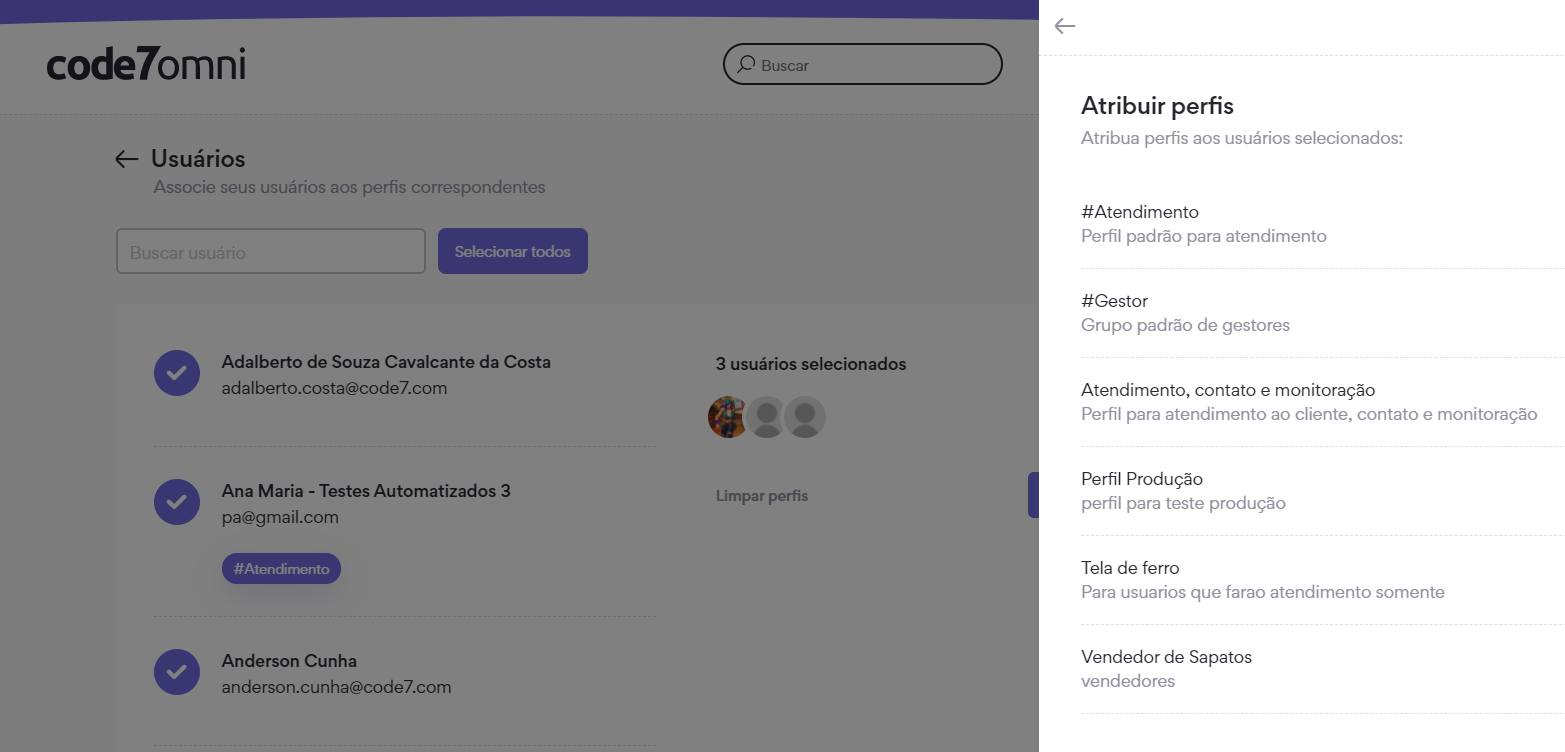 code7omni
Buscar
Usuários
Associe seus usuários aos perfis correspondentes
Buscar usuário
Selecionar todos
Adalberto de Souza Cavalcante da Costa
adalberto.costa@code7.com
Ana Maria - Testes Automatizados 3
pa@gmail.com
#Atendimento
Anderson Cunha
anderson.cunha@code7.com
3 usuários selecionados
Limpar perfis
Atribuir perfis
Atribua perfis aos usuários selecionados:
#Atendimento
Perfil padrão para atendimento
#Gestor
Grupo padrão de gestores
Atendimento, contato e monitoração
Perfil para atendimento ao cliente, contato e monitoração
Perfil Produção
perfil para teste produção
Tela de ferro
Para usuarios que farao atendimento somente
Vendedor de Sapatos
vendedores